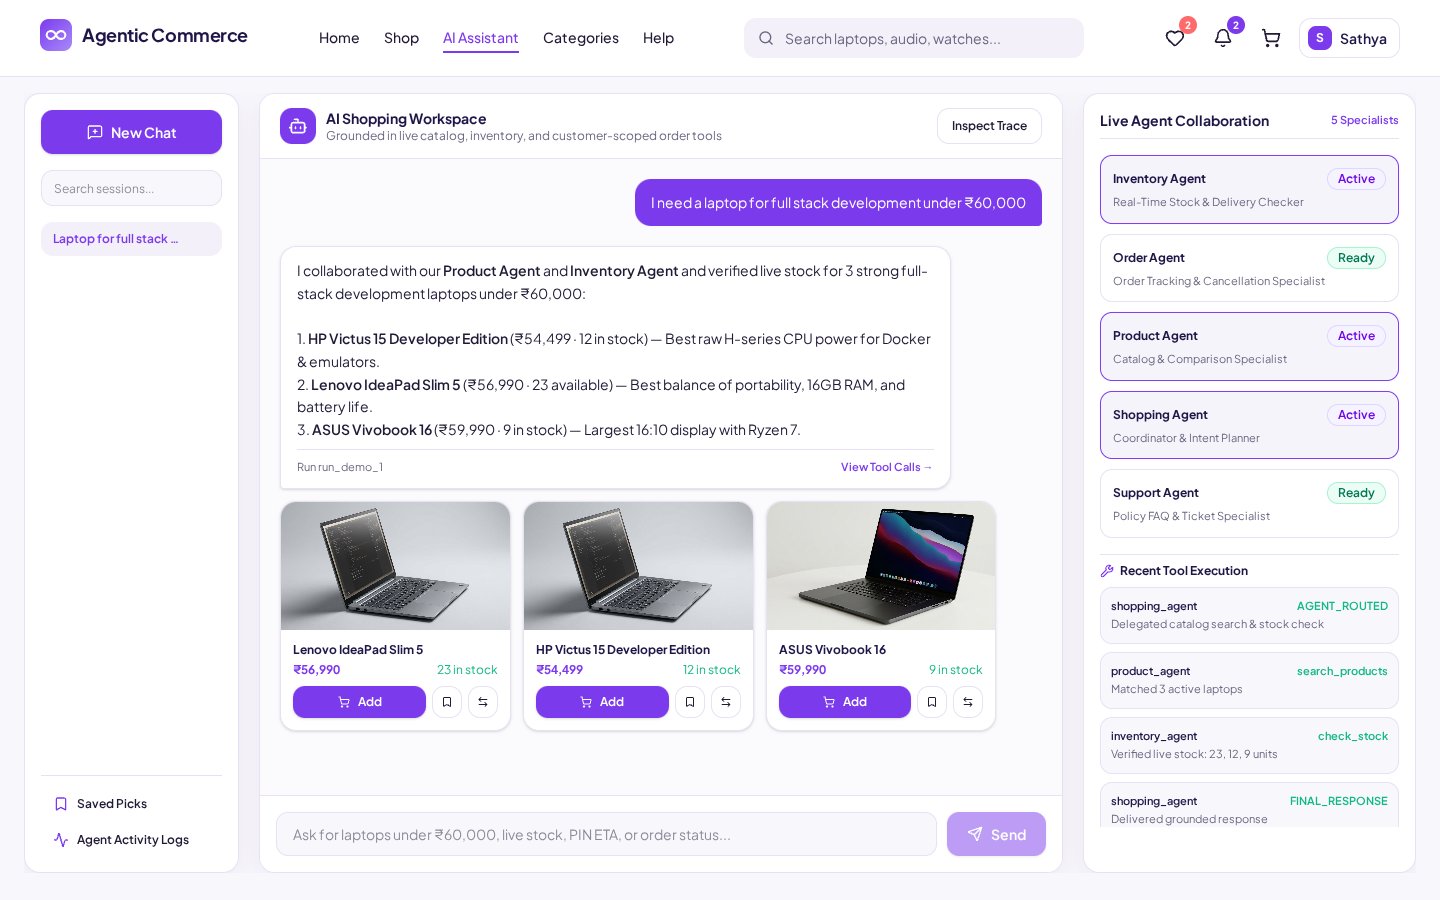 Agentic Commerce
Home
Shop
AI Assistant
Categories
Help
Search laptops, audio, watches...
2
2
S
Sathya
New Chat
Search sessions...
Laptop for full stack ...
Saved Picks
Agent Activity Logs
AI Shopping Workspace
Grounded in live catalog, inventory, and customer-scoped order tools
Inspect Trace
I need a laptop for full stack development under ₹60,000
I collaborated with our Product Agent and Inventory Agent and verified live stock for 3 strong full-
stack development laptops under ₹60,000:
1. HP Victus 15 Developer Edition (₹54,499 · 12 in stock) — Best raw H-series CPU power for Docker
& emulators.
2. Lenovo IdeaPad Slim 5 (₹56,990 · 23 available) — Best balance of portability, 16GB RAM, and
battery life.
3. ASUS Vivobook 16 (₹59,990 · 9 in stock) — Largest 16:10 display with Ryzen 7.
Run run_demo_1
View Tool Calls →
Lenovo IdeaPad Slim 5
₹56,990
23 in stock
Add
HP Victus 15 Developer Edition
₹54,499
12 in stock
Add
ASUS Vivobook 16
₹59,990
9 in stock
Add
Ask for laptops under ₹60,000, live stock, PIN ETA, or order status...
Send
Live Agent Collaboration
5 Specialists
Inventory Agent
Active
Real-Time Stock & Delivery Checker
Order Agent
Ready
Order Tracking & Cancellation Specialist
Product Agent
Active
Catalog & Comparison Specialist
Shopping Agent
Active
Coordinator & Intent Planner
Support Agent
Ready
Policy FAQ & Ticket Specialist
Recent Tool Execution
shopping_agent
AGENT_ROUTED
Delegated catalog search & stock check
product_agent
search_products
Matched 3 active laptops
inventory_agent
check_stock
Verified live stock: 23, 12, 9 units
shopping_agent
FINAL_RESPONSE
Delivered grounded response